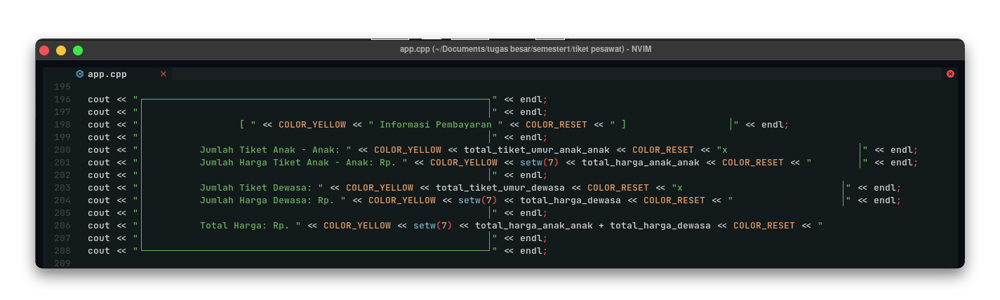 app.cpp (~/Documents/tugas besar/semester1/tiket pesawat) - NVIM
app.cpp
195
196 cout << "┌─────────────────────────────────────────────────────────────┐" << endl;
197 cout << "│                                                             │" << endl;
198 cout << "│                 [ " << COLOR_YELLOW << " Informasi Pembayaran " << COLOR_RESET << " ]                  │" << endl;
199 cout << "│                                                             │" << endl;
200 cout << "│          Jumlah Tiket Anak - Anak: " << COLOR_YELLOW << total_tiket_umur_anak_anak << COLOR_RESET << "x                       │" << endl;
201 cout << "│          Jumlah Harga Tiket Anak - Anak: Rp. " << COLOR_YELLOW << setw(7) << total_harga_anak_anak << COLOR_RESET << "        │" << endl;
202 cout << "│                                                             │" << endl;
203 cout << "│          Jumlah Tiket Dewasa: " << COLOR_YELLOW << total_tiket_umur_dewasa << COLOR_RESET << "x                            │" << endl;
204 cout << "│          Jumlah Harga Dewasa: Rp. " << COLOR_YELLOW << setw(7) << total_harga_dewasa << COLOR_RESET << "                   │" << endl;
205 cout << "│                                                             │" << endl;
206 cout << "│          Total Harga: Rp. " << COLOR_YELLOW << setw(7) << total_harga_anak_anak + total_harga_dewasa << COLOR_RESET << "
207 cout << "│                                                             │" << endl;
208 cout << "└─────────────────────────────────────────────────────────────┘" << endl;
209